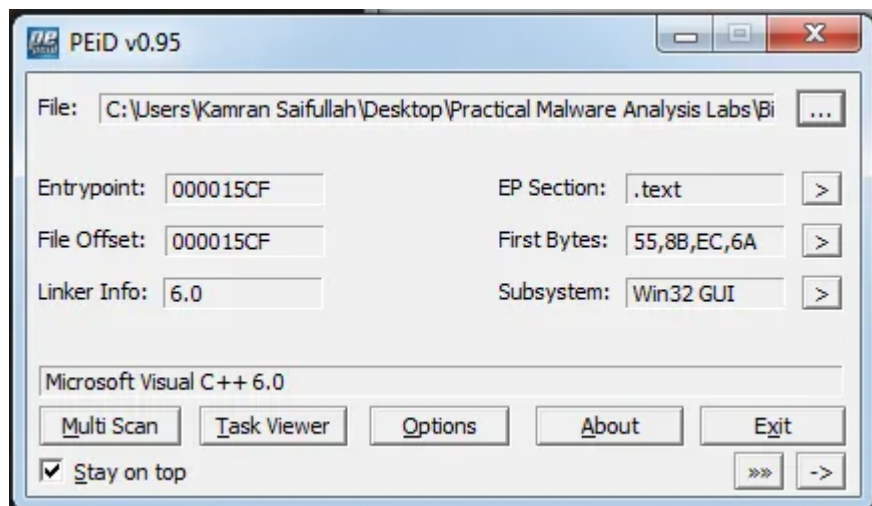 PEiD v0.95
File: C:\Users\Kamran Saifullah\Desktop\Practical Malware Analysis Labs\Bi ...
Entrypoint: 000015CF EP Section: .text >
File Offset: 000015CF First Bytes: 55,8B,EC,6A >
Linker Info: 6.0 Subsystem: Win32 GUI >
Microsoft Visual C++ 6.0
Multi Scan Task Viewer Options About Exit
Stay on top »» ->